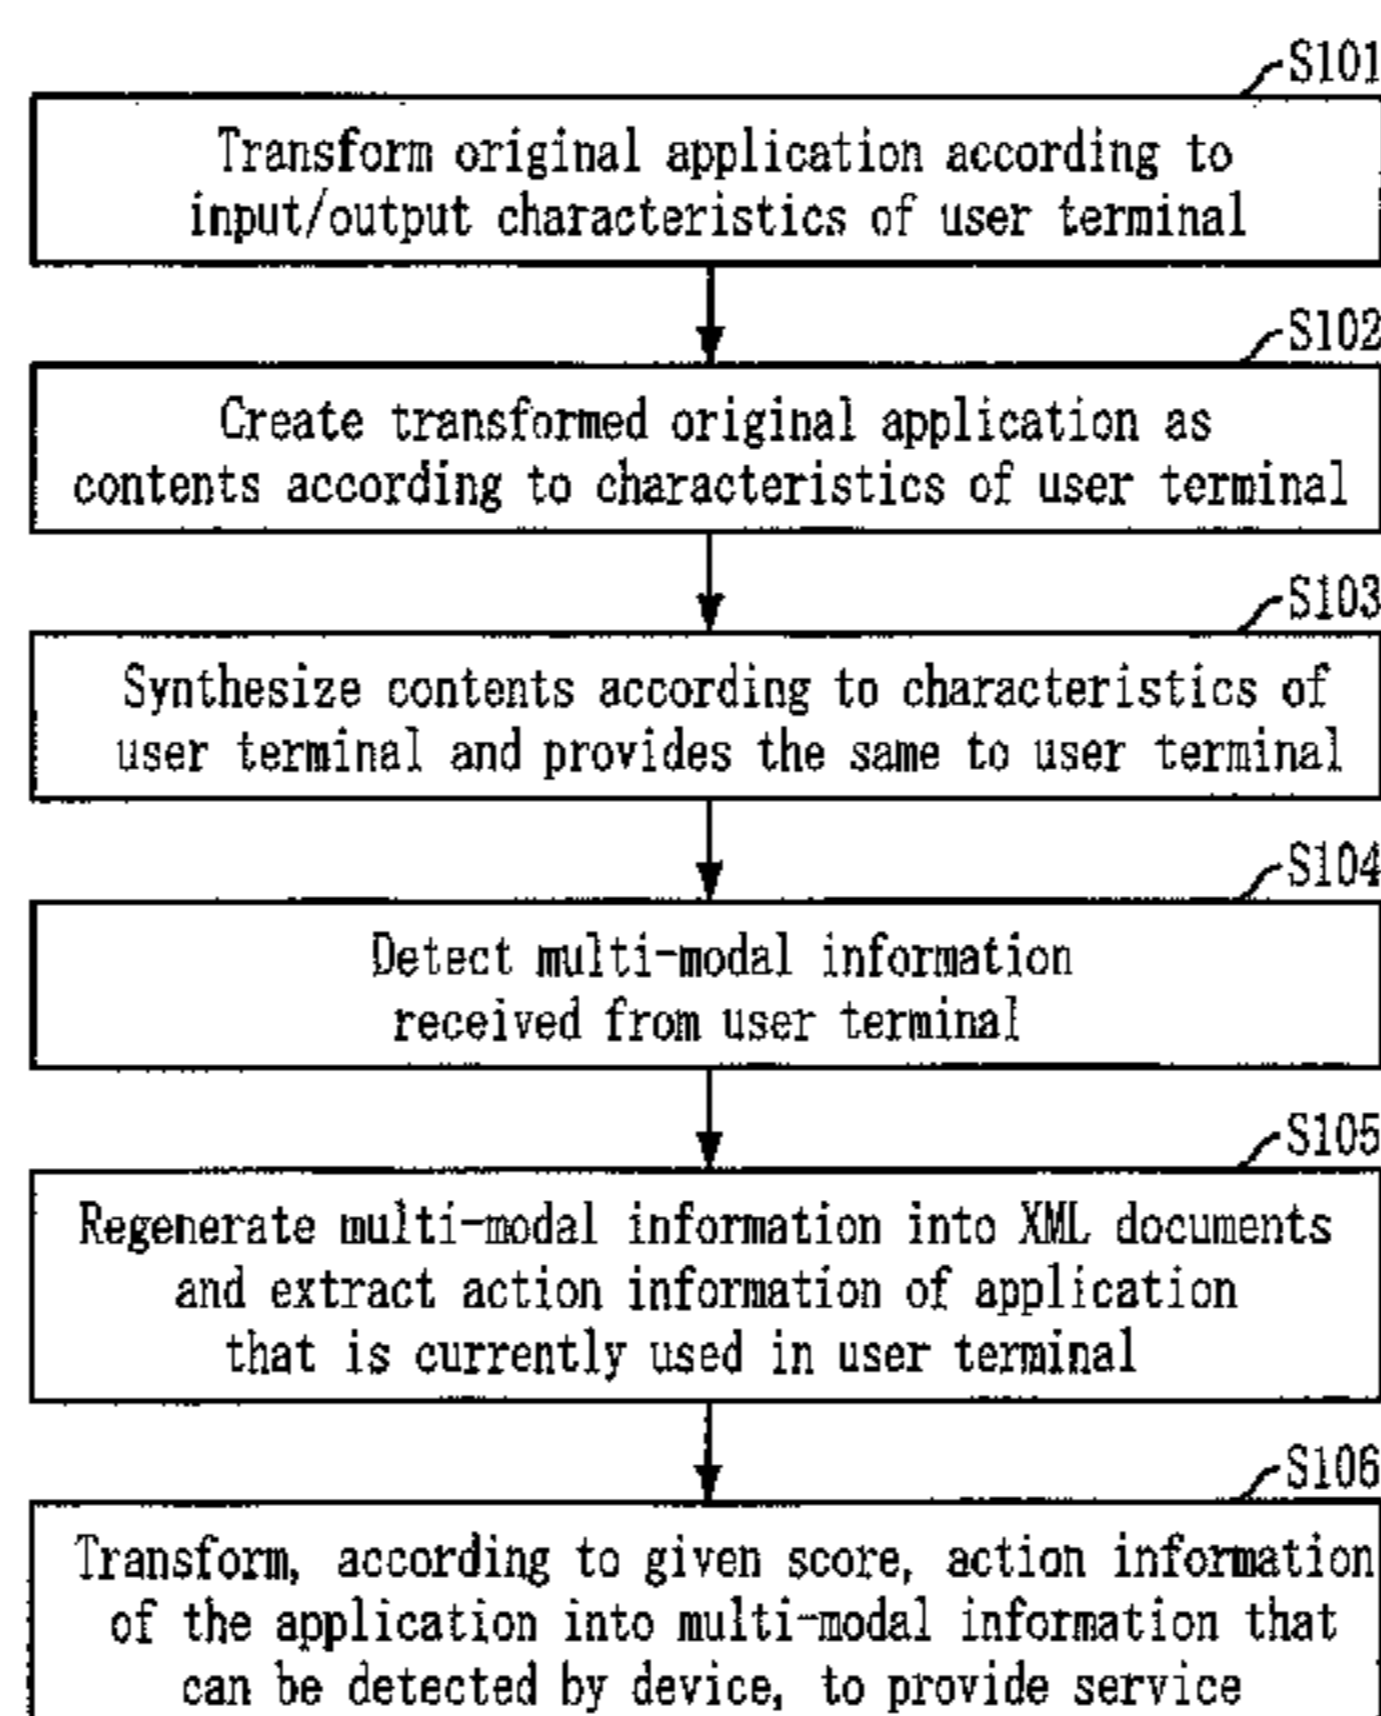 S101
Transform original application according to
input/output characteristics of user terminal
S102
Create transformed original application as
contents according to characteristics of user terminal
S103
Synthesize contents according to characteristics of
user terminal and provides the same to user terminal
S104
Detect multi-modal information
received from user terminal
S105
Regenerate multi-modal information into XML documents
and extract action information of application
that is currently used in user terminal
S106
Transform, according to given score, action information
of the application into multi-modal information that
can be detected by device, to provide service